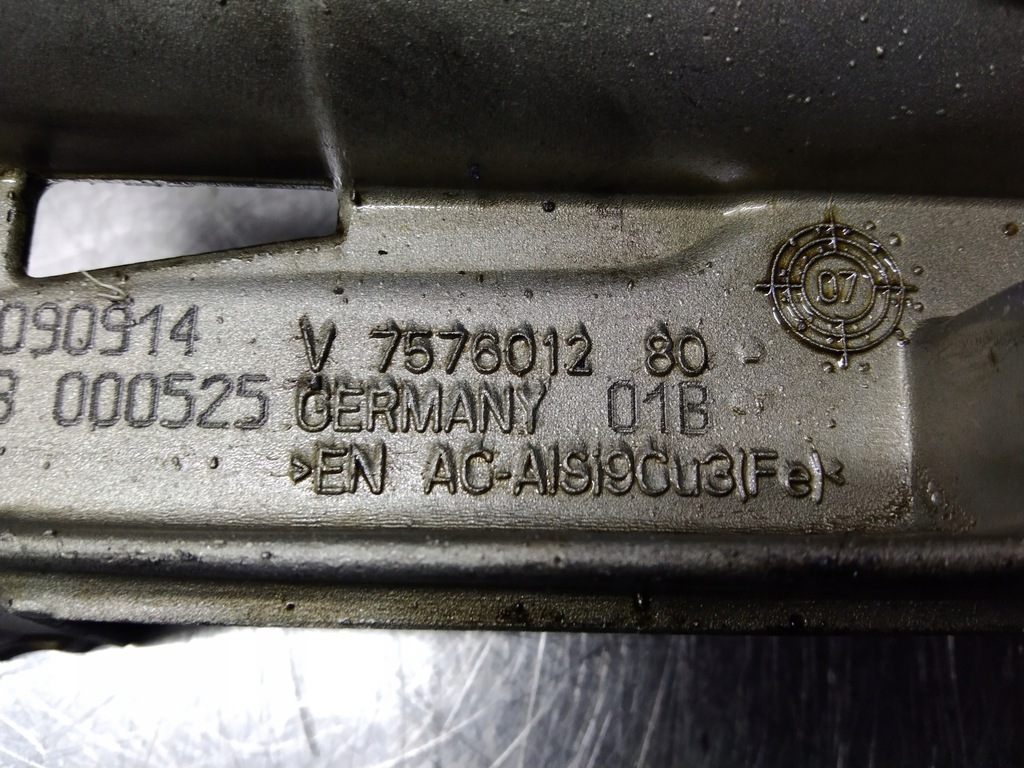 07
090914 V 7576012 80
B 000525 GERMANY 01B
>EN AC-AlSi9Cu3(Fe)<